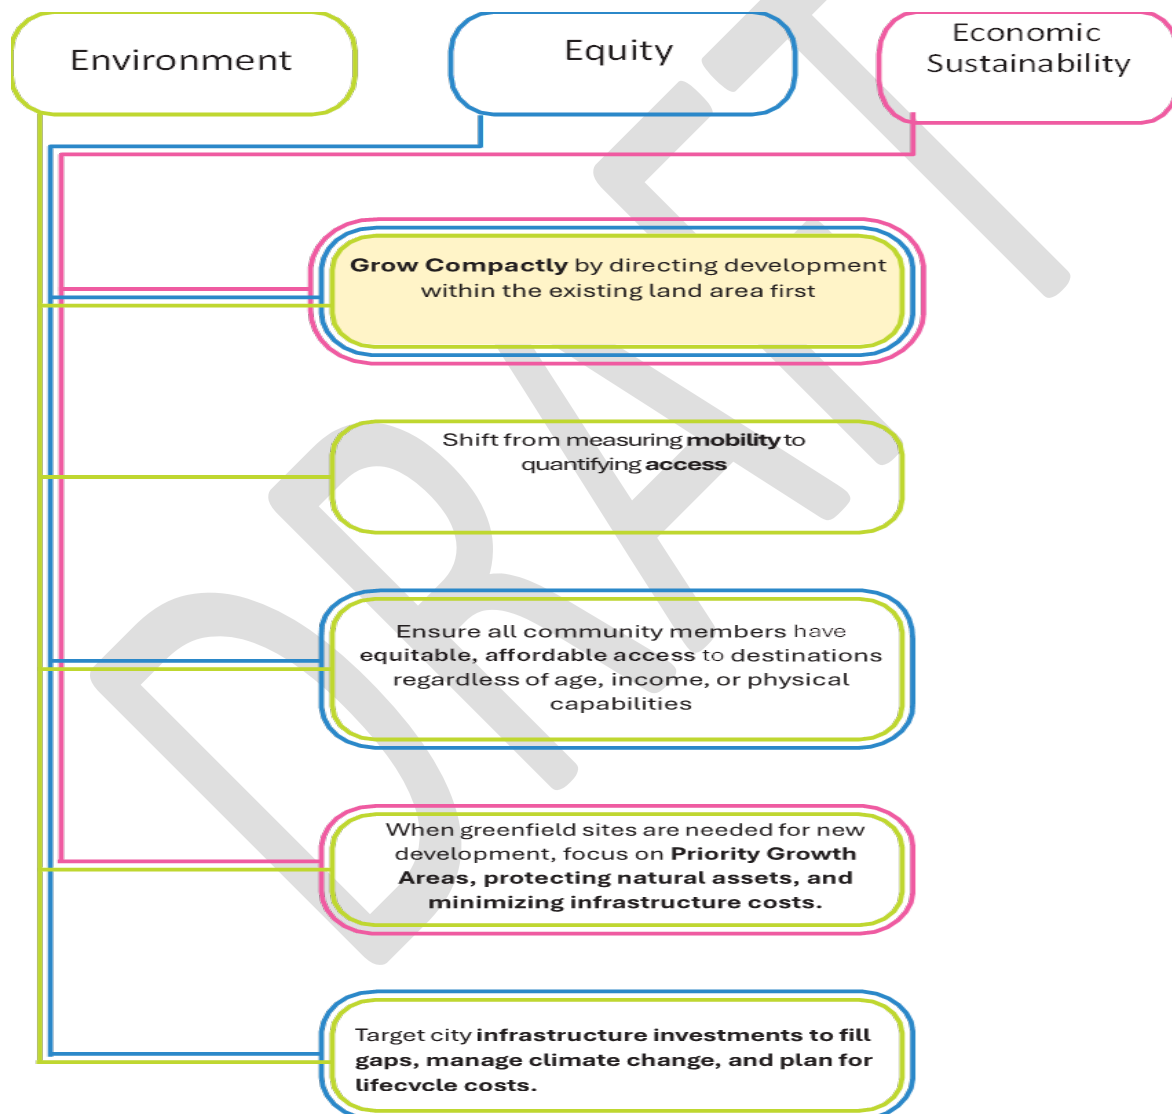 Environment
Equity
Economic
Sustainability
Grow Compactly by directing development
within the existing land area first
Shift from measuring mobility to
quantifying access
Ensure all community members have
equitable, affordable access to destinations
regardless of age, income, or physical
capabilities
When greenfield sites are needed for new
development, focus on Priority Growth
Areas, protecting natural assets, and
minimizing infrastructure costs.
Target city infrastructure investments to fill
gaps, manage climate change, and plan for
lifecycle costs.
DRAFT